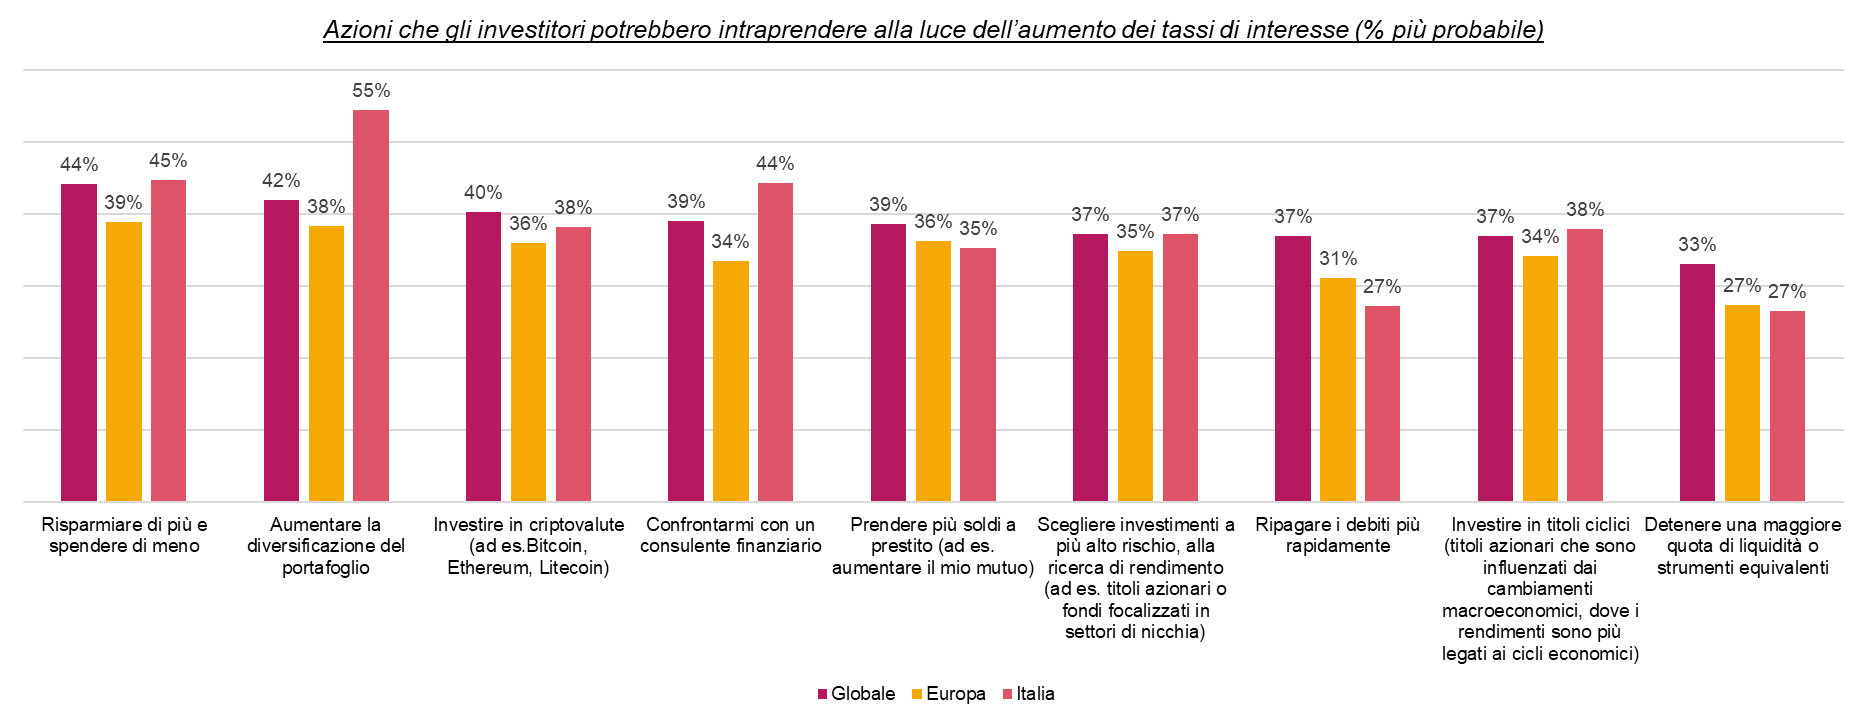 Azioni che gli investitori potrebbero intraprendere alla luce dell’aumento dei tassi di interesse (% più probabile)
44%
39%
45%
42%
38%
55%
40%
36%
38%
39%
34%
44%
39%
36%
35%
37%
35%
37%
37%
31%
27%
37%
34%
38%
33%
27%
27%
Risparmiare di più e
spendere di meno
Aumentare la
diversificazione del
portafoglio
Investire in criptovalute
(ad es.Bitcoin,
Ethereum, Litecoin)
Confrontarmi con un
consulente finanziario
Prendere più soldi a
prestito (ad es.
aumentare il mio mutuo)
Scegliere investimenti a
più alto rischio, alla
ricerca di rendimento
(ad es. titoli azionari o
fondi focalizzati in
settori di nicchia)
Ripagare i debiti più
rapidamente
Investire in titoli ciclici
(titoli azionari che sono
influenzati dai
cambiamenti
macroeconomici, dove i
rendimenti sono più
legati ai cicli economici)
Detenere una maggiore
quota di liquidità o
strumenti equivalenti
Globale
Europa
Italia